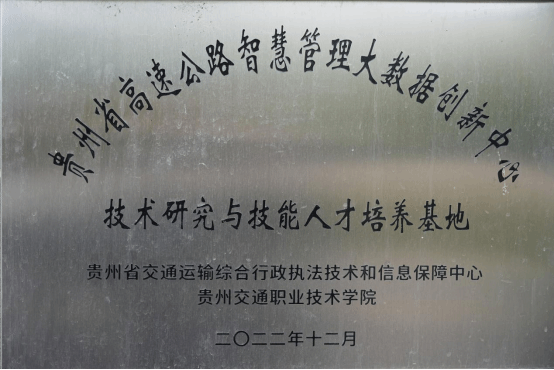 贵州省高速公路智慧管理大数据创新中心
技术研究与技能人才培养基地
贵州省交通运输综合行政执法技术和信息保障中心
贵州交通职业技术学院
二〇二二年十二月